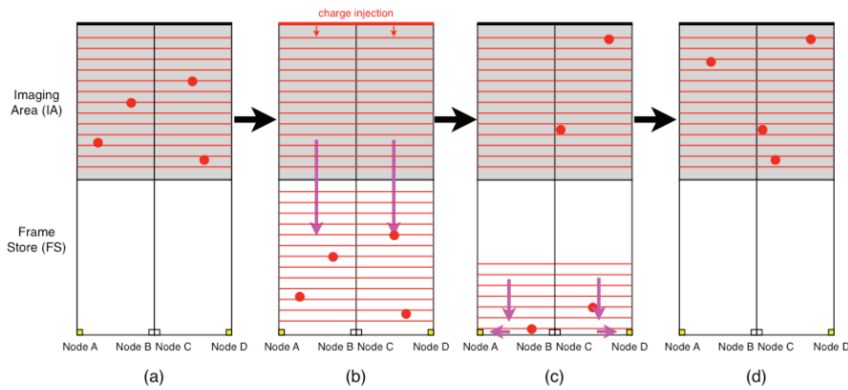 charge injection
Imaging
Area (IA)
Frame
Store (FS)
Node A Node B Node C Node D
Node A Node B Node C Node D
Node A Node B Node C Node D
Node A Node B Node C Node D
(a) (b) (c) (d)